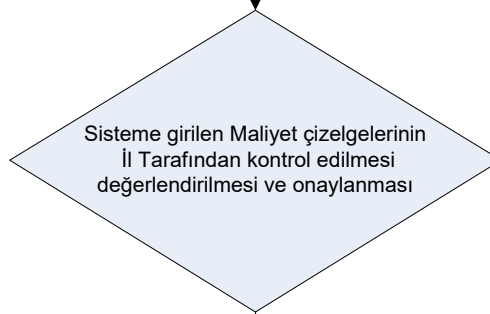 Sisteme girilen Maliyet çizelgelerinin
İl Tarafından kontrol edilmesi
değerlendirilmesi ve onaylanması